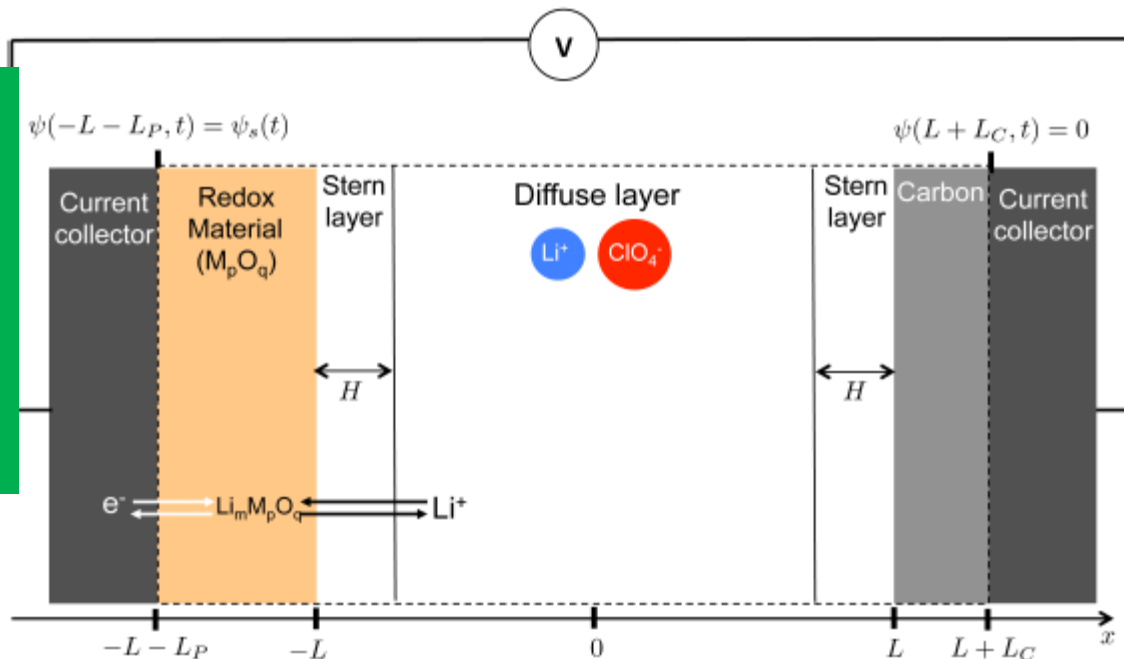 V
ψ(-L - L_P, t) = ψ_s(t)
ψ(L + L_C, t) = 0
Current
collector
Redox
Material
(M_pO_q)
Stern
layer
Diffuse layer
Li⁺
ClO₄⁻
Stern
layer
Carbon
Current
collector
H
H
e⁻
Li_mM_pO_q
Li⁺
-L - L_P
-L
0
L
L + L_C
x